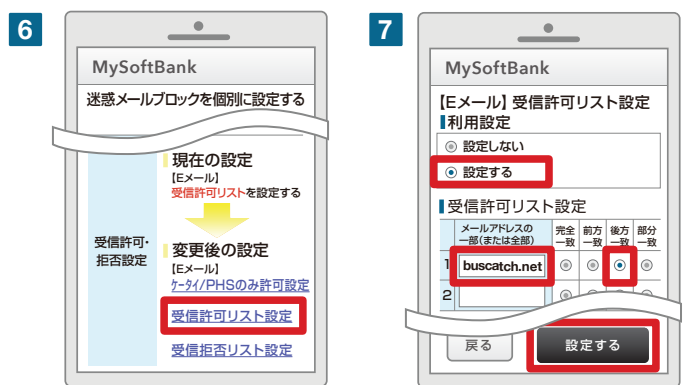 6
MySoftBank
迷惑メールブロックを個別に設定する
受信許可・
拒否設定
現在の設定
【Eメール】
受信許可リストを設定する
変更後の設定
【Eメール】
ケータイ/PHSのみ許可設定
受信許可リスト設定
受信拒否リスト設定
7
MySoftBank
【Eメール】受信許可リスト設定
利用設定
設定しない
設定する
受信許可リスト設定
メールアドレスの
一部(または全部)
完全
一致
前方
一致
後方
一致
部分
一致
1 buscatch.net
2
戻る
設定する